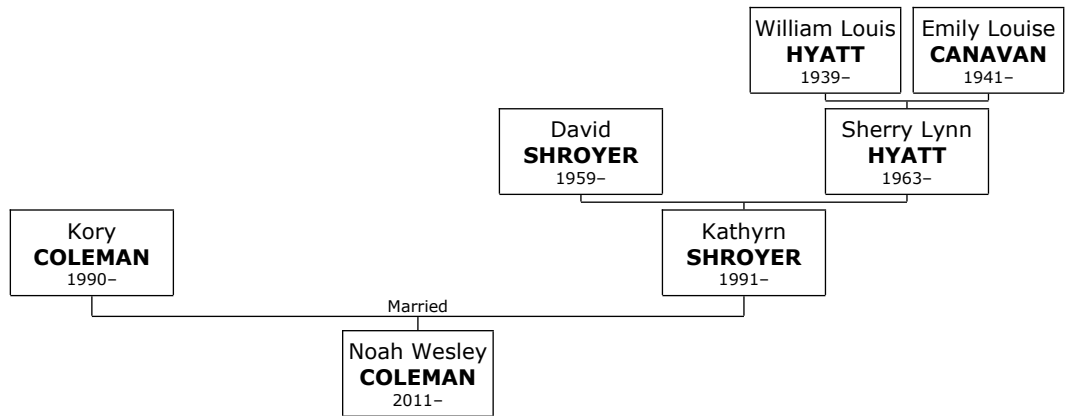 William Louis
HYATT
1939–
Emily Louise
CANAVAN
1941–
David
SHROYER
1959–
Sherry Lynn
HYATT
1963–
Kory
COLEMAN
1990–
Kathyrn
SHROYER
1991–
Married
Noah Wesley
COLEMAN
2011–